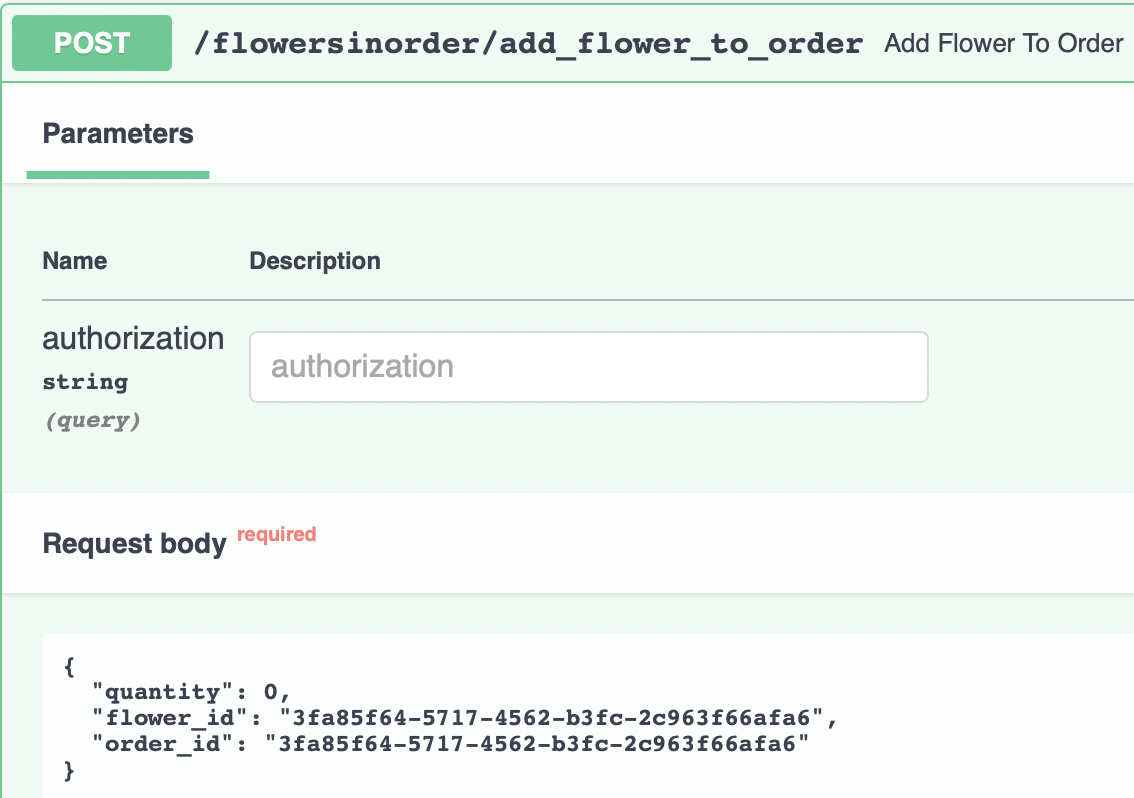 POST /flowersinorder/add_flower_to_order Add Flower To Order
Parameters
Name Description
authorization authorization
string
(query)
Request body required
{
"quantity": 0,
"flower_id": "3fa85f64-5717-4562-b3fc-2c963f66afa6",
"order_id": "3fa85f64-5717-4562-b3fc-2c963f66afa6"
}